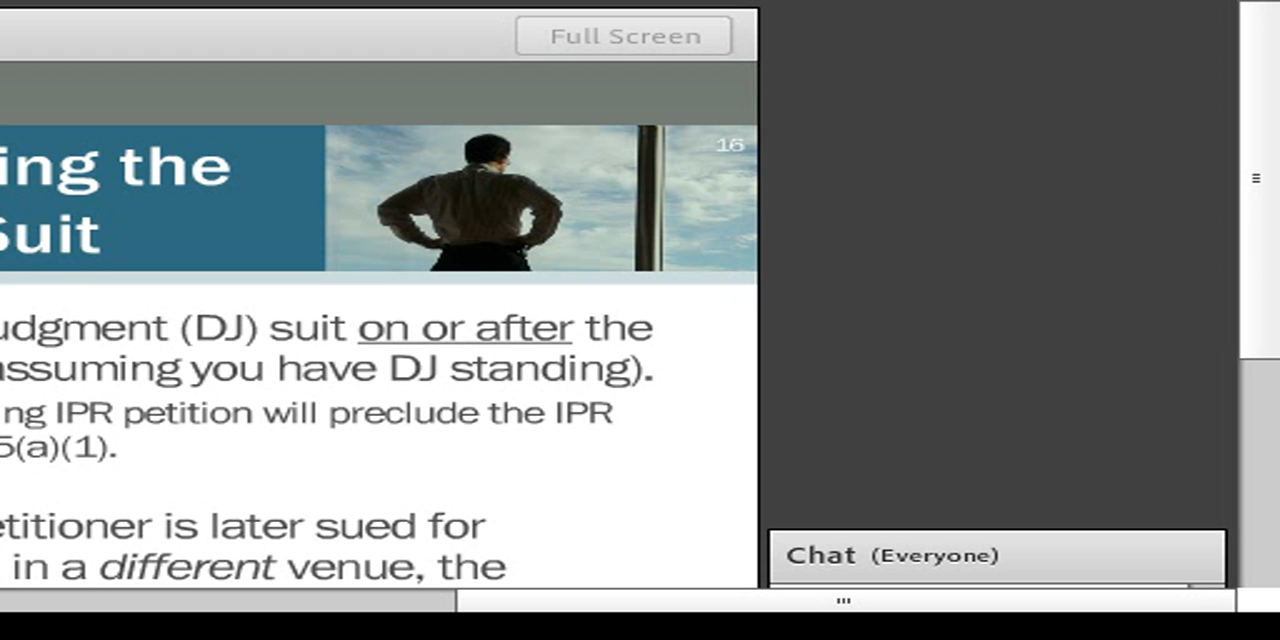 Full Screen
ing the
Suit
16
udgment (DJ) suit on or after the
assuming you have DJ standing).
ng IPR petition will preclude the IPR
5(a)(1).
etitioner is later sued for
in a different venue, the
Chat (Everyone)